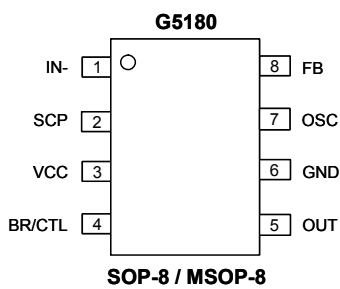 G5180
IN- 1 8 FB
SCP 2 7 OSC
VCC 3 6 GND
BR/CTL 4 5 OUT
SOP-8 / MSOP-8